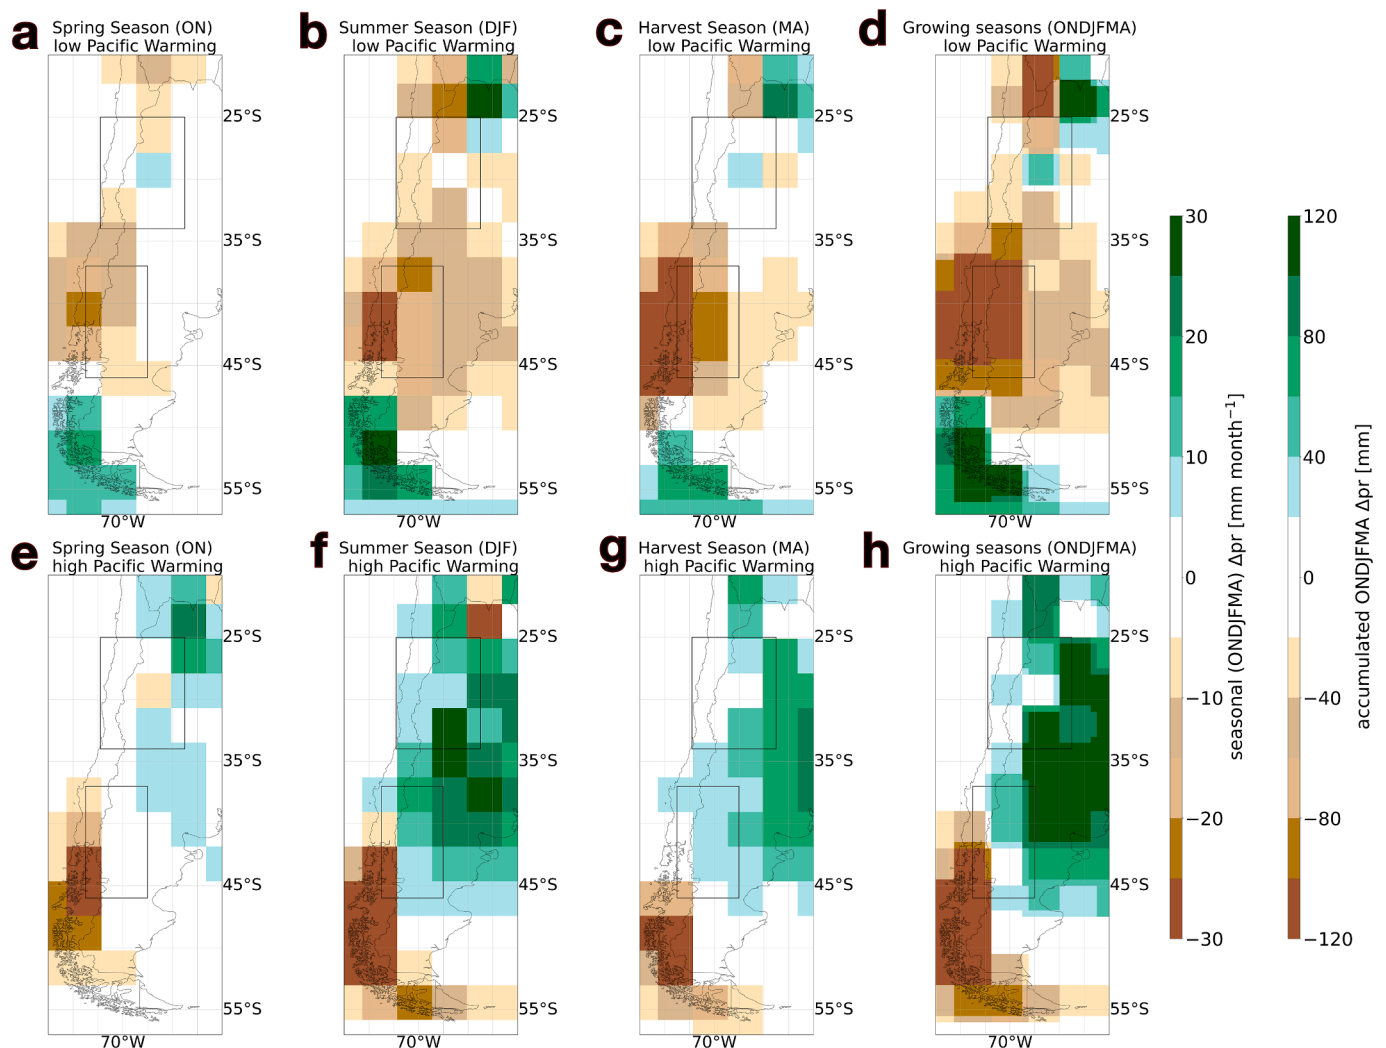 a Spring Season (ON)
low Pacific Warming
b Summer Season (DJF)
low Pacific Warming
c Harvest Season (MA)
low Pacific Warming
d Growing seasons (ONDJFMA)
low Pacific Warming
25°S
25°S
25°S
25°S
35°S
35°S
35°S
35°S
45°S
45°S
45°S
45°S
55°S
55°S
55°S
55°S
70°W
70°W
70°W
70°W
e Spring Season (ON)
high Pacific Warming
f Summer Season (DJF)
high Pacific Warming
g Harvest Season (MA)
high Pacific Warming
h Growing seasons (ONDJFMA)
high Pacific Warming
25°S
25°S
25°S
25°S
35°S
35°S
35°S
35°S
45°S
45°S
45°S
45°S
55°S
55°S
55°S
55°S
70°W
70°W
70°W
70°W
30
20
10
0
−10
−20
−30
seasonal (ONDJFMA) Δpr [mm month⁻¹]
120
80
40
0
−40
−80
−120
accumulated ONDJFMA Δpr [mm]